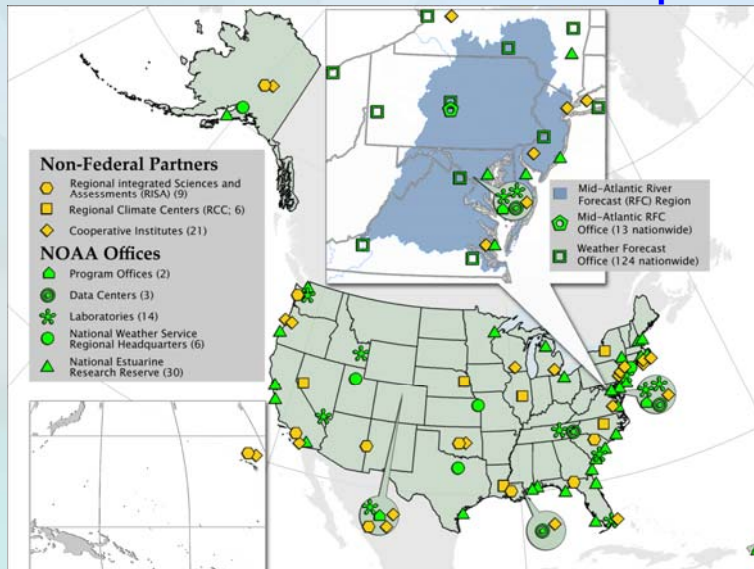 Non-Federal Partners
Regional integrated Sciences and
Assessments (RISA) (9)
Regional Climate Centers (RCC; 6)
Cooperative Institutes (21)
NOAA Offices
Program Offices (2)
Data Centers (3)
Laboratories (14)
National Weather Service
Regional Headquarters (6)
National Estuarine
Research Reserve (30)
Mid-Atlantic River
Forecast (RFC) Region
Mid-Atlantic RFC
Office (13 nationwide)
Weather Forecast
Office (124 nationwide)